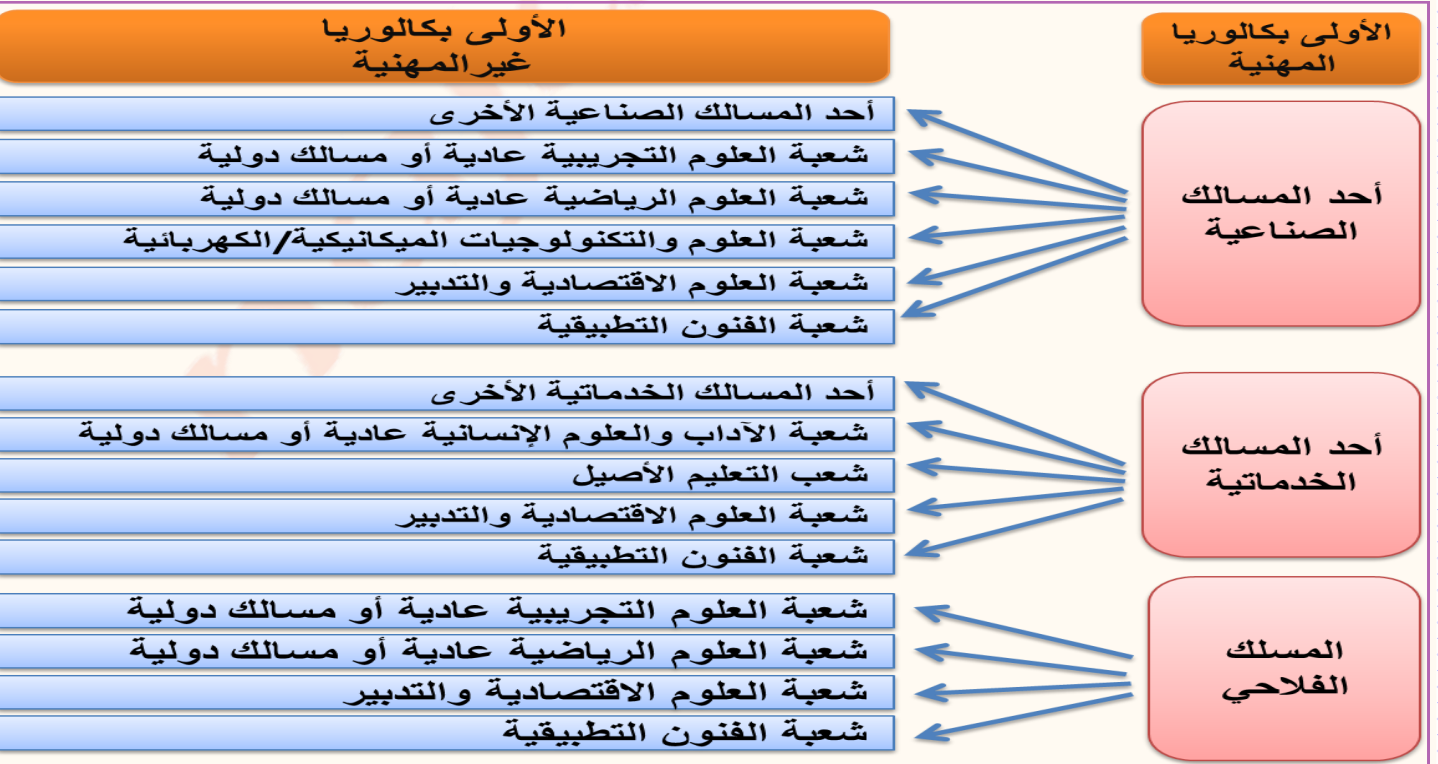 الأولى بكالوريا
المهنية
الأولى بكالوريا
غير المهنية
أحد المسالك
الصناعية
أحد المسالك الصناعية الأخرى
شعبة العلوم التجريبية عادية أو مسالك دولية
شعبة العلوم الرياضية عادية أو مسالك دولية
شعبة العلوم والتكنولوجيات الميكانيكية/الكهربائية
شعبة العلوم الاقتصادية والتدبير
شعبة الفنون التطبيقية
أحد المسالك
الخدماتية
أحد المسالك الخدماتية الأخرى
شعبة الآداب والعلوم الإنسانية عادية أو مسالك دولية
شعب التعليم الأصيل
شعبة العلوم الاقتصادية والتدبير
شعبة الفنون التطبيقية
المسلك
الفلاحي
شعبة العلوم التجريبية عادية أو مسالك دولية
شعبة العلوم الرياضية عادية أو مسالك دولية
شعبة العلوم الاقتصادية والتدبير
شعبة الفنون التطبيقية